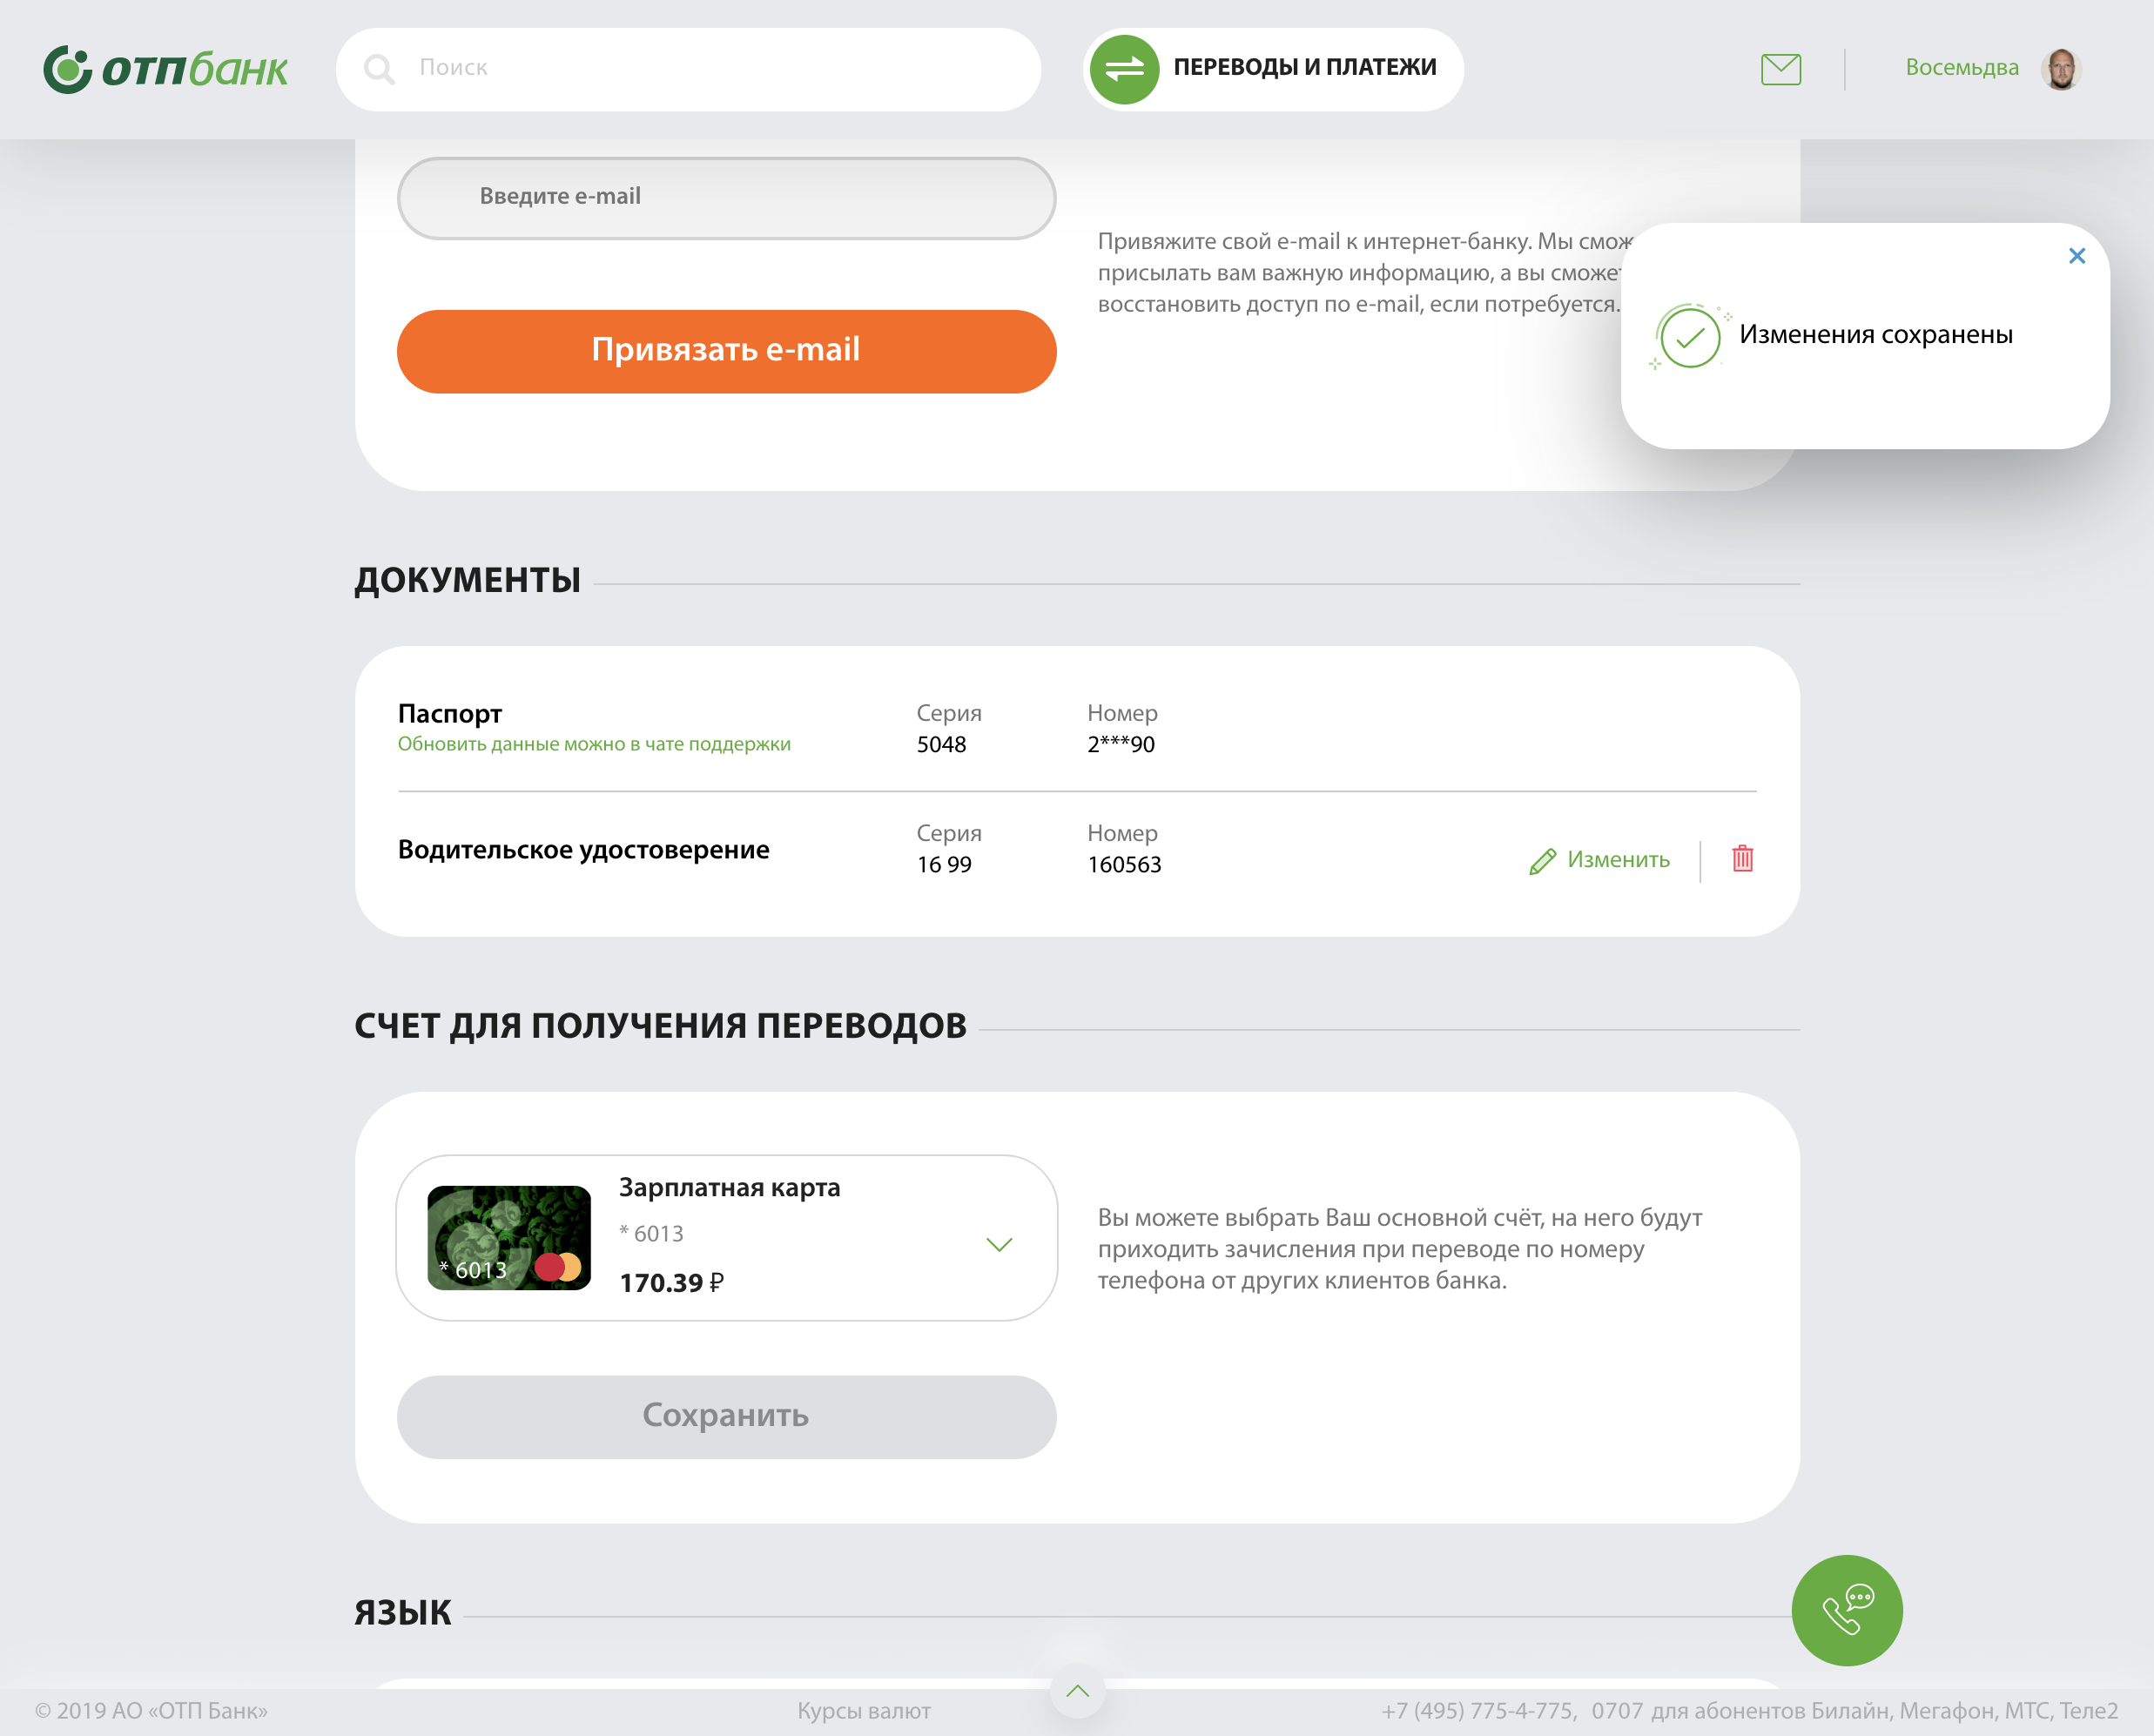 отпбанк
Поиск
ПЕРЕВОДЫ И ПЛАТЕЖИ
Восемьдва
Введите e-mail
Привяжите свой e-mail к интернет-банку. Мы смож
присылать вам важную информацию, а вы сможет
восстановить доступ по e-mail, если потребуется.
Привязать e-mail
Изменения сохранены
ДОКУМЕНТЫ
Паспорт
Обновить данные можно в чате поддержки
Серия
5048
Номер
2***90
Водительское удостоверение
Серия
16 99
Номер
160563
Изменить
СЧЕТ ДЛЯ ПОЛУЧЕНИЯ ПЕРЕВОДОВ
* 6013
Зарплатная карта
* 6013
170.39 ₽
Вы можете выбрать Ваш основной счёт, на него будут
приходить зачисления при переводе по номеру
телефона от других клиентов банка.
Сохранить
ЯЗЫК
© 2019 АО «ОТП Банк»
Курсы валют
+7 (495) 775-4-775, 0707 для абонентов Билайн, Мегафон, МТС, Теле2